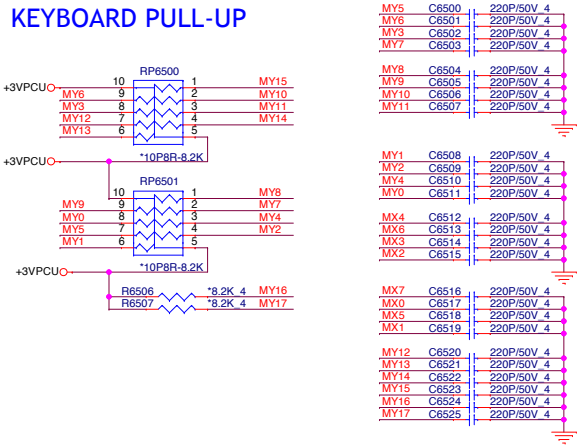 KEYBOARD PULL-UP
RP6500
+3VPCU 10 1 MY15
MY6 9 2 MY10
MY3 8 3 MY11
MY12 7 4 MY14
MY13 6 5
+3VPCU *10P8R-8.2K
RP6501
10 1 MY8
MY9 9 2 MY7
MY0 8 3 MY4
MY5 7 4 MY2
MY1 6 5
+3VPCU *10P8R-8.2K
R6506 *8.2K_4 MY16
R6507 *8.2K_4 MY17
MY5 C6500 220P/50V_4
MY6 C6501 220P/50V_4
MY3 C6502 220P/50V_4
MY7 C6503 220P/50V_4
MY8 C6504 220P/50V_4
MY9 C6505 220P/50V_4
MY10 C6506 220P/50V_4
MY11 C6507 220P/50V_4
MY1 C6508 220P/50V_4
MY2 C6509 220P/50V_4
MY4 C6510 220P/50V_4
MY0 C6511 220P/50V_4
MX4 C6512 220P/50V_4
MX6 C6513 220P/50V_4
MX3 C6514 220P/50V_4
MX2 C6515 220P/50V_4
MX7 C6516 220P/50V_4
MX0 C6517 220P/50V_4
MX5 C6518 220P/50V_4
MX1 C6519 220P/50V_4
MY12 C6520 220P/50V_4
MY13 C6521 220P/50V_4
MY14 C6522 220P/50V_4
MY15 C6523 220P/50V_4
MY16 C6524 220P/50V_4
MY17 C6525 220P/50V_4